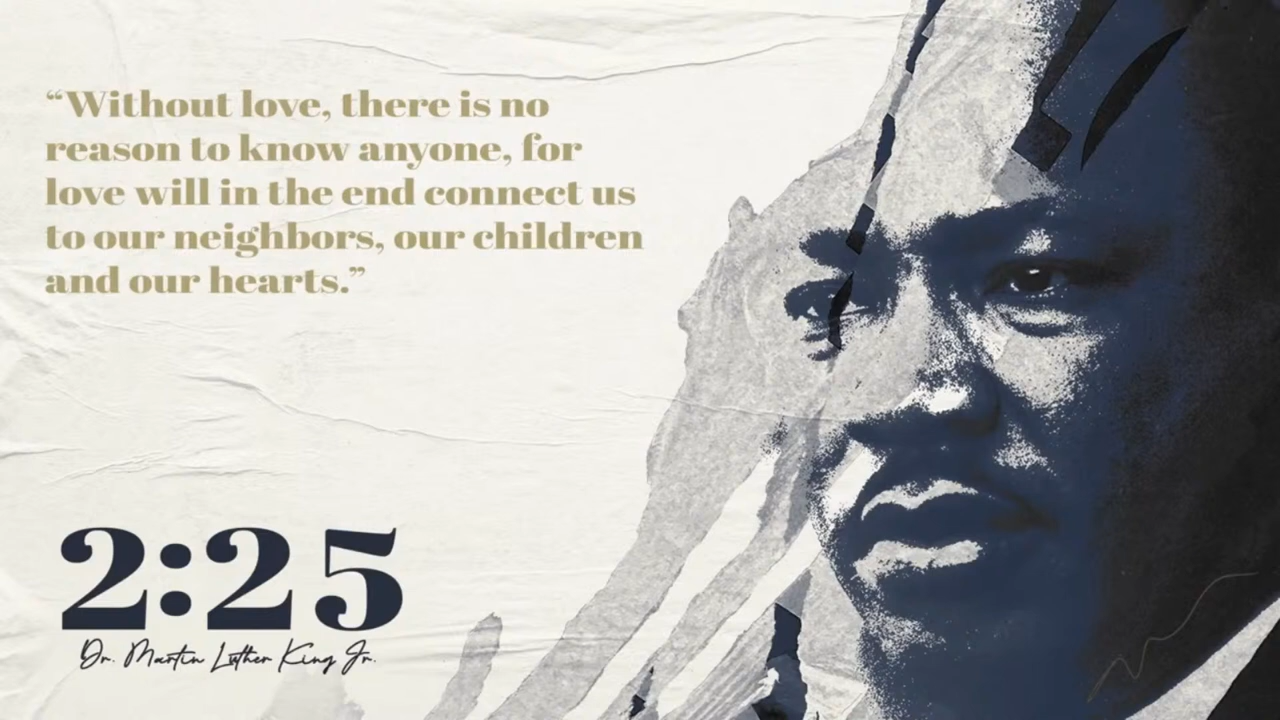 “Without love, there is no
reason to know anyone, for
love will in the end connect us
to our neighbors, our children
and our hearts.”
2:25
Dr. Martin Luther King Jr.